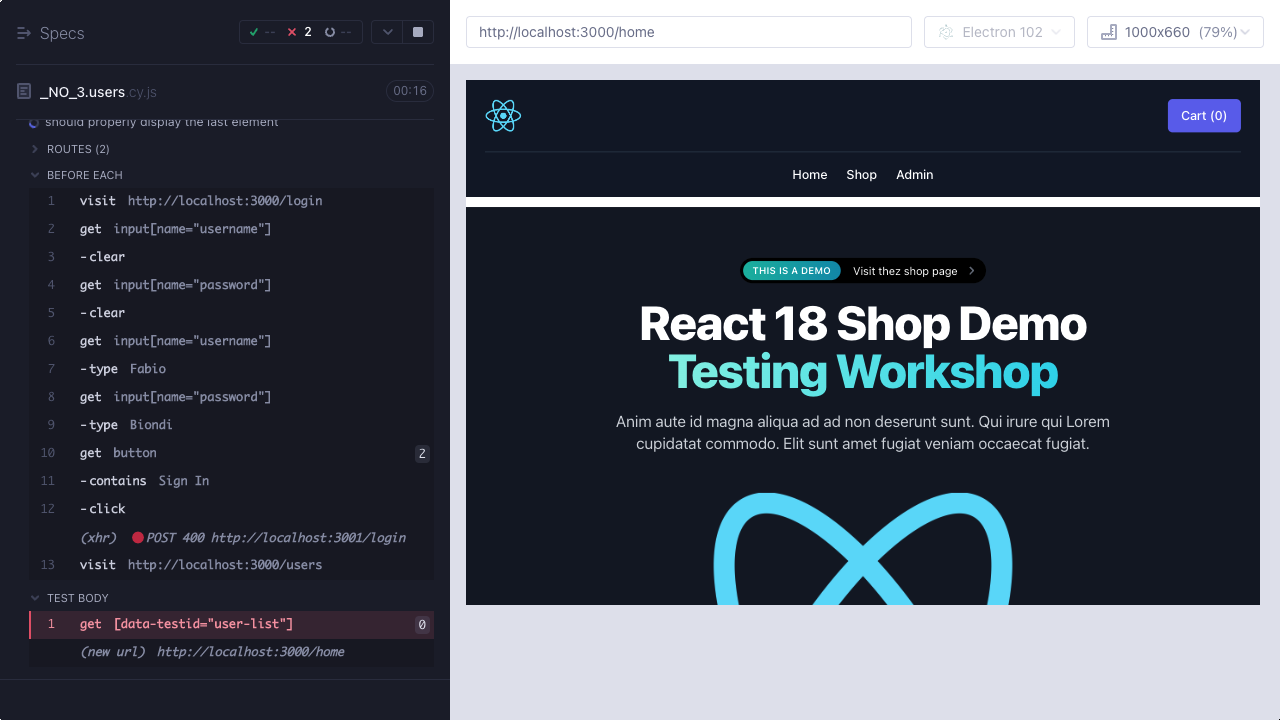 Specs
-- 2 --
_NO_3.users.cy.js
00:16
should properly display the last element
ROUTES (2)
BEFORE EACH
1 visit http://localhost:3000/login
2 get input[name="username"]
3 -clear
4 get input[name="password"]
5 -clear
6 get input[name="username"]
7 -type Fabio
8 get input[name="password"]
9 -type Biondi
10 get button 2
11 -contains Sign In
12 -click
(xhr) POST 400 http://localhost:3001/login
13 visit http://localhost:3000/users
TEST BODY
1 get [data-testid="user-list"] 0
(new url) http://localhost:3000/home
http://localhost:3000/home
Electron 102
1000x660 (79%)
Cart (0)
Home Shop Admin
THIS IS A DEMO Visit thez shop page
React 18 Shop Demo
Testing Workshop
Anim aute id magna aliqua ad ad non deserunt sunt. Qui irure qui Lorem
cupidatat commodo. Elit sunt amet fugiat veniam occaecat fugiat.